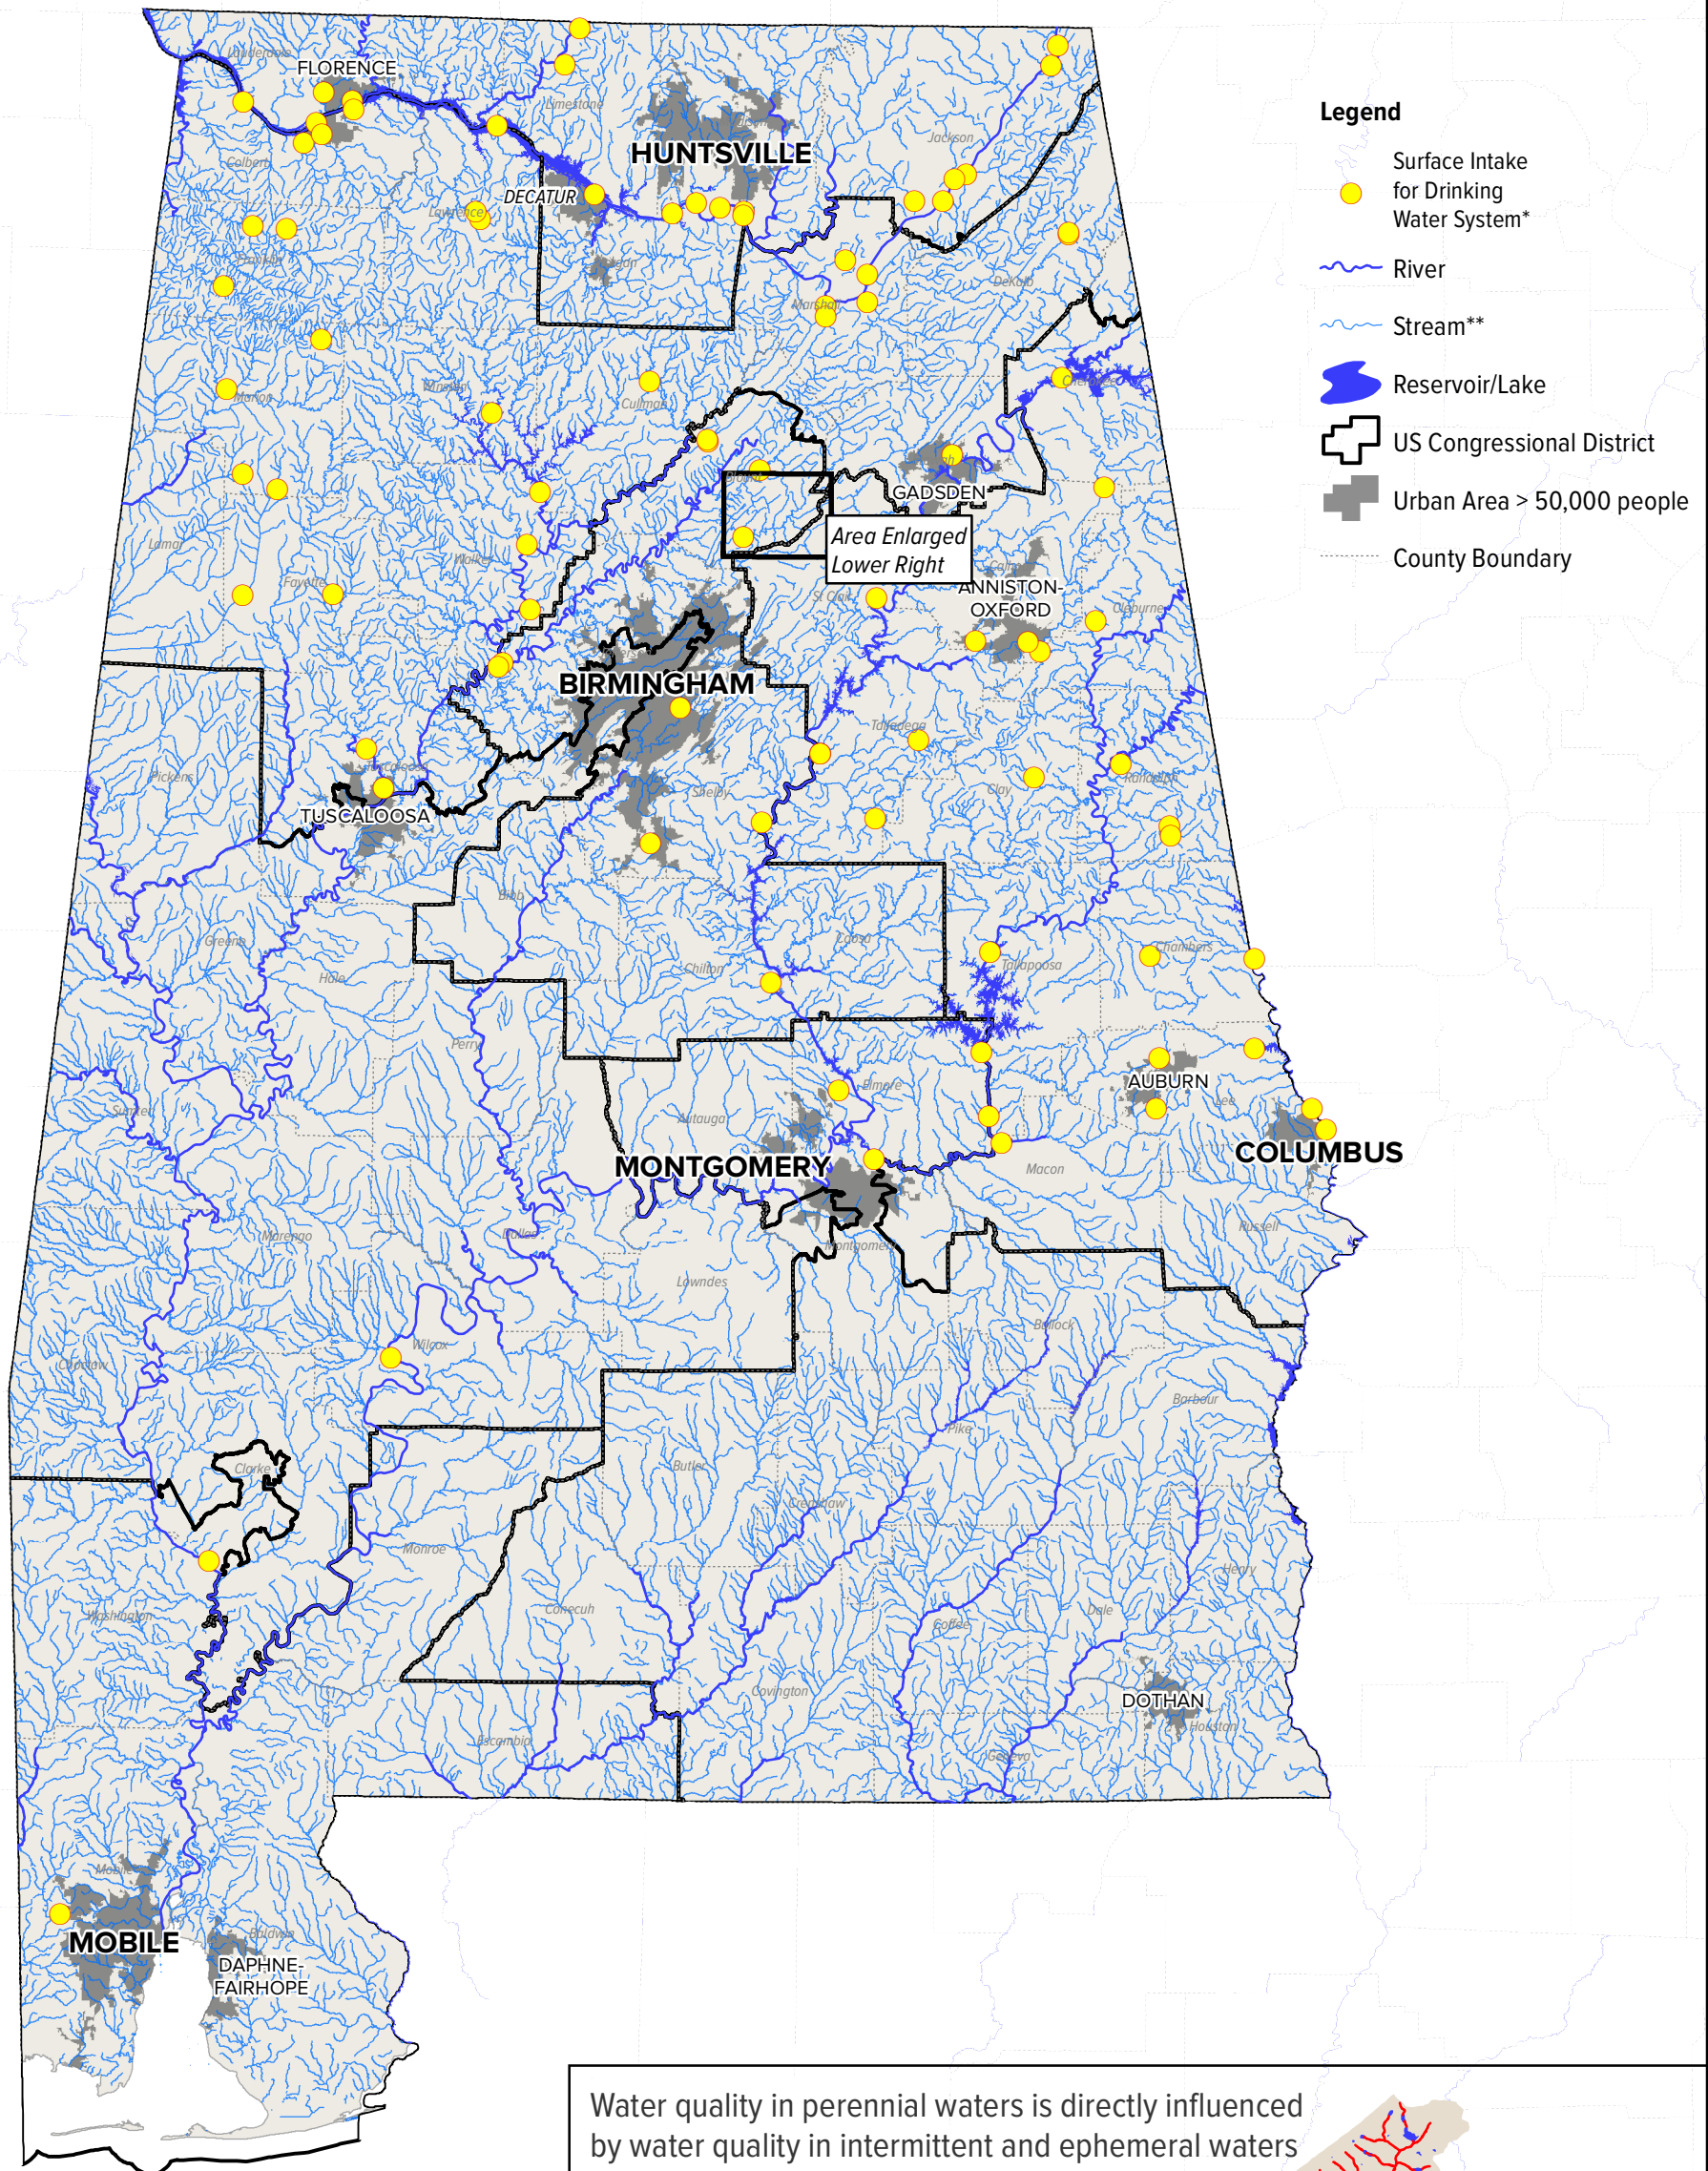 Lauderdale
FLORENCE
Limestone
HUNTSVILLE
Jackson
Colbert
DECATUR
Lawrence
Franklin
Morgan
Marshall
DeKalb
Winston
Cullman
Cherokee
Marion
Blount
GADSDEN
Area Enlarged
Lower Right
Lamar
Walker
Fayette
St Clair
ANNISTON-
OXFORD
Cleburne
BIRMINGHAM
Talladega
Pickens
Tuscaloosa
TUSCALOOSA
Shelby
Clay
Randolph
Bibb
Greene
Hale
Chilton
Coosa
Tallapoosa
Chambers
Perry
Sumter
Autauga
Elmore
AUBURN
Lee
COLUMBUS
MONTGOMERY
Macon
Marengo
Dallas
Montgomery
Russell
Lowndes
Choctaw
Wilcox
Bullock
Barbour
Pike
Clarke
Butler
Crenshaw
Monroe
Henry
Washington
Conecuh
Coffee
Dale
Covington
DOTHAN
Houston
Escambia
Geneva
Mobile
MOBILE
Baldwin
DAPHNE-
FAIRHOPE
Legend
Surface Intake
for Drinking
Water System*
River
Stream**
Reservoir/Lake
US Congressional District
Urban Area > 50,000 people
County Boundary
Water quality in perennial waters is directly influenced
by water quality in intermittent and ephemeral waters